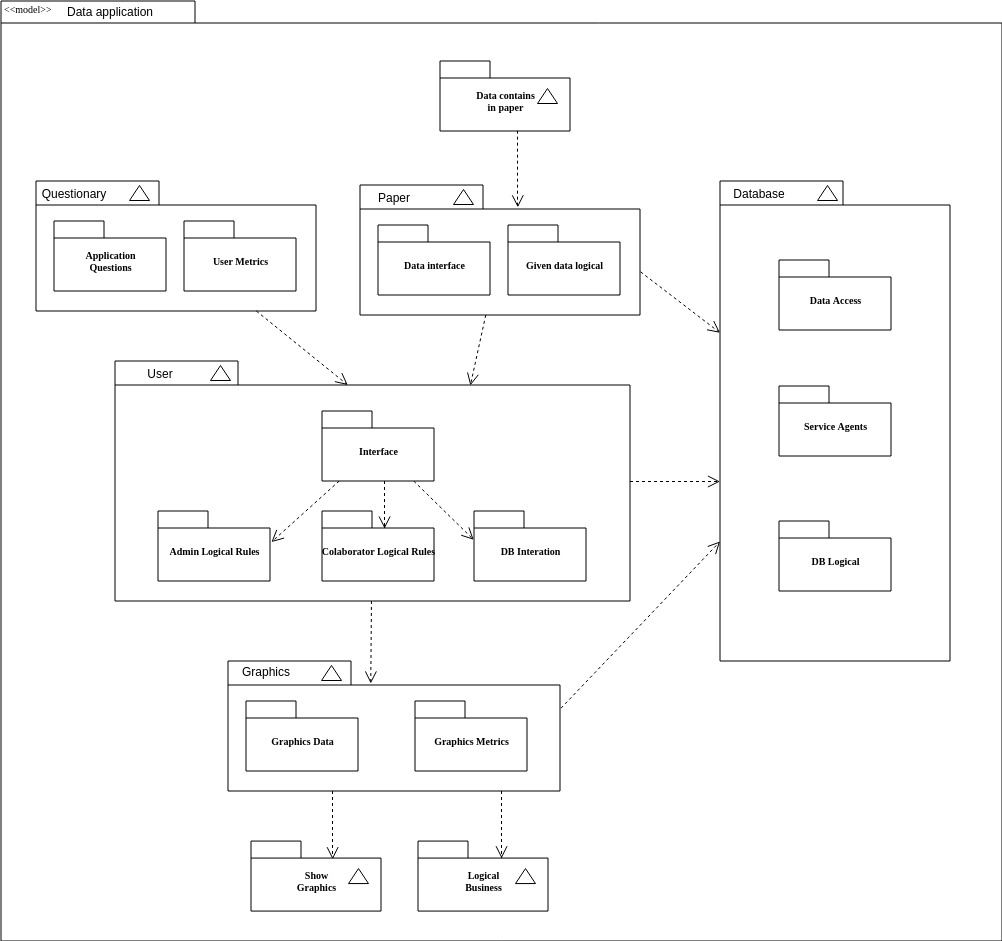 <<model>> Data application
Data contains
in paper
Questionary
Paper
Database
Application
Questions
User Metrics
Data interface
Given data logical
Data Access
User
Interface
Service Agents
Admin Logical Rules
Colaborator Logical Rules
DB Interation
DB Logical
Graphics
Graphics Data
Graphics Metrics
Show
Graphics
Logical
Business